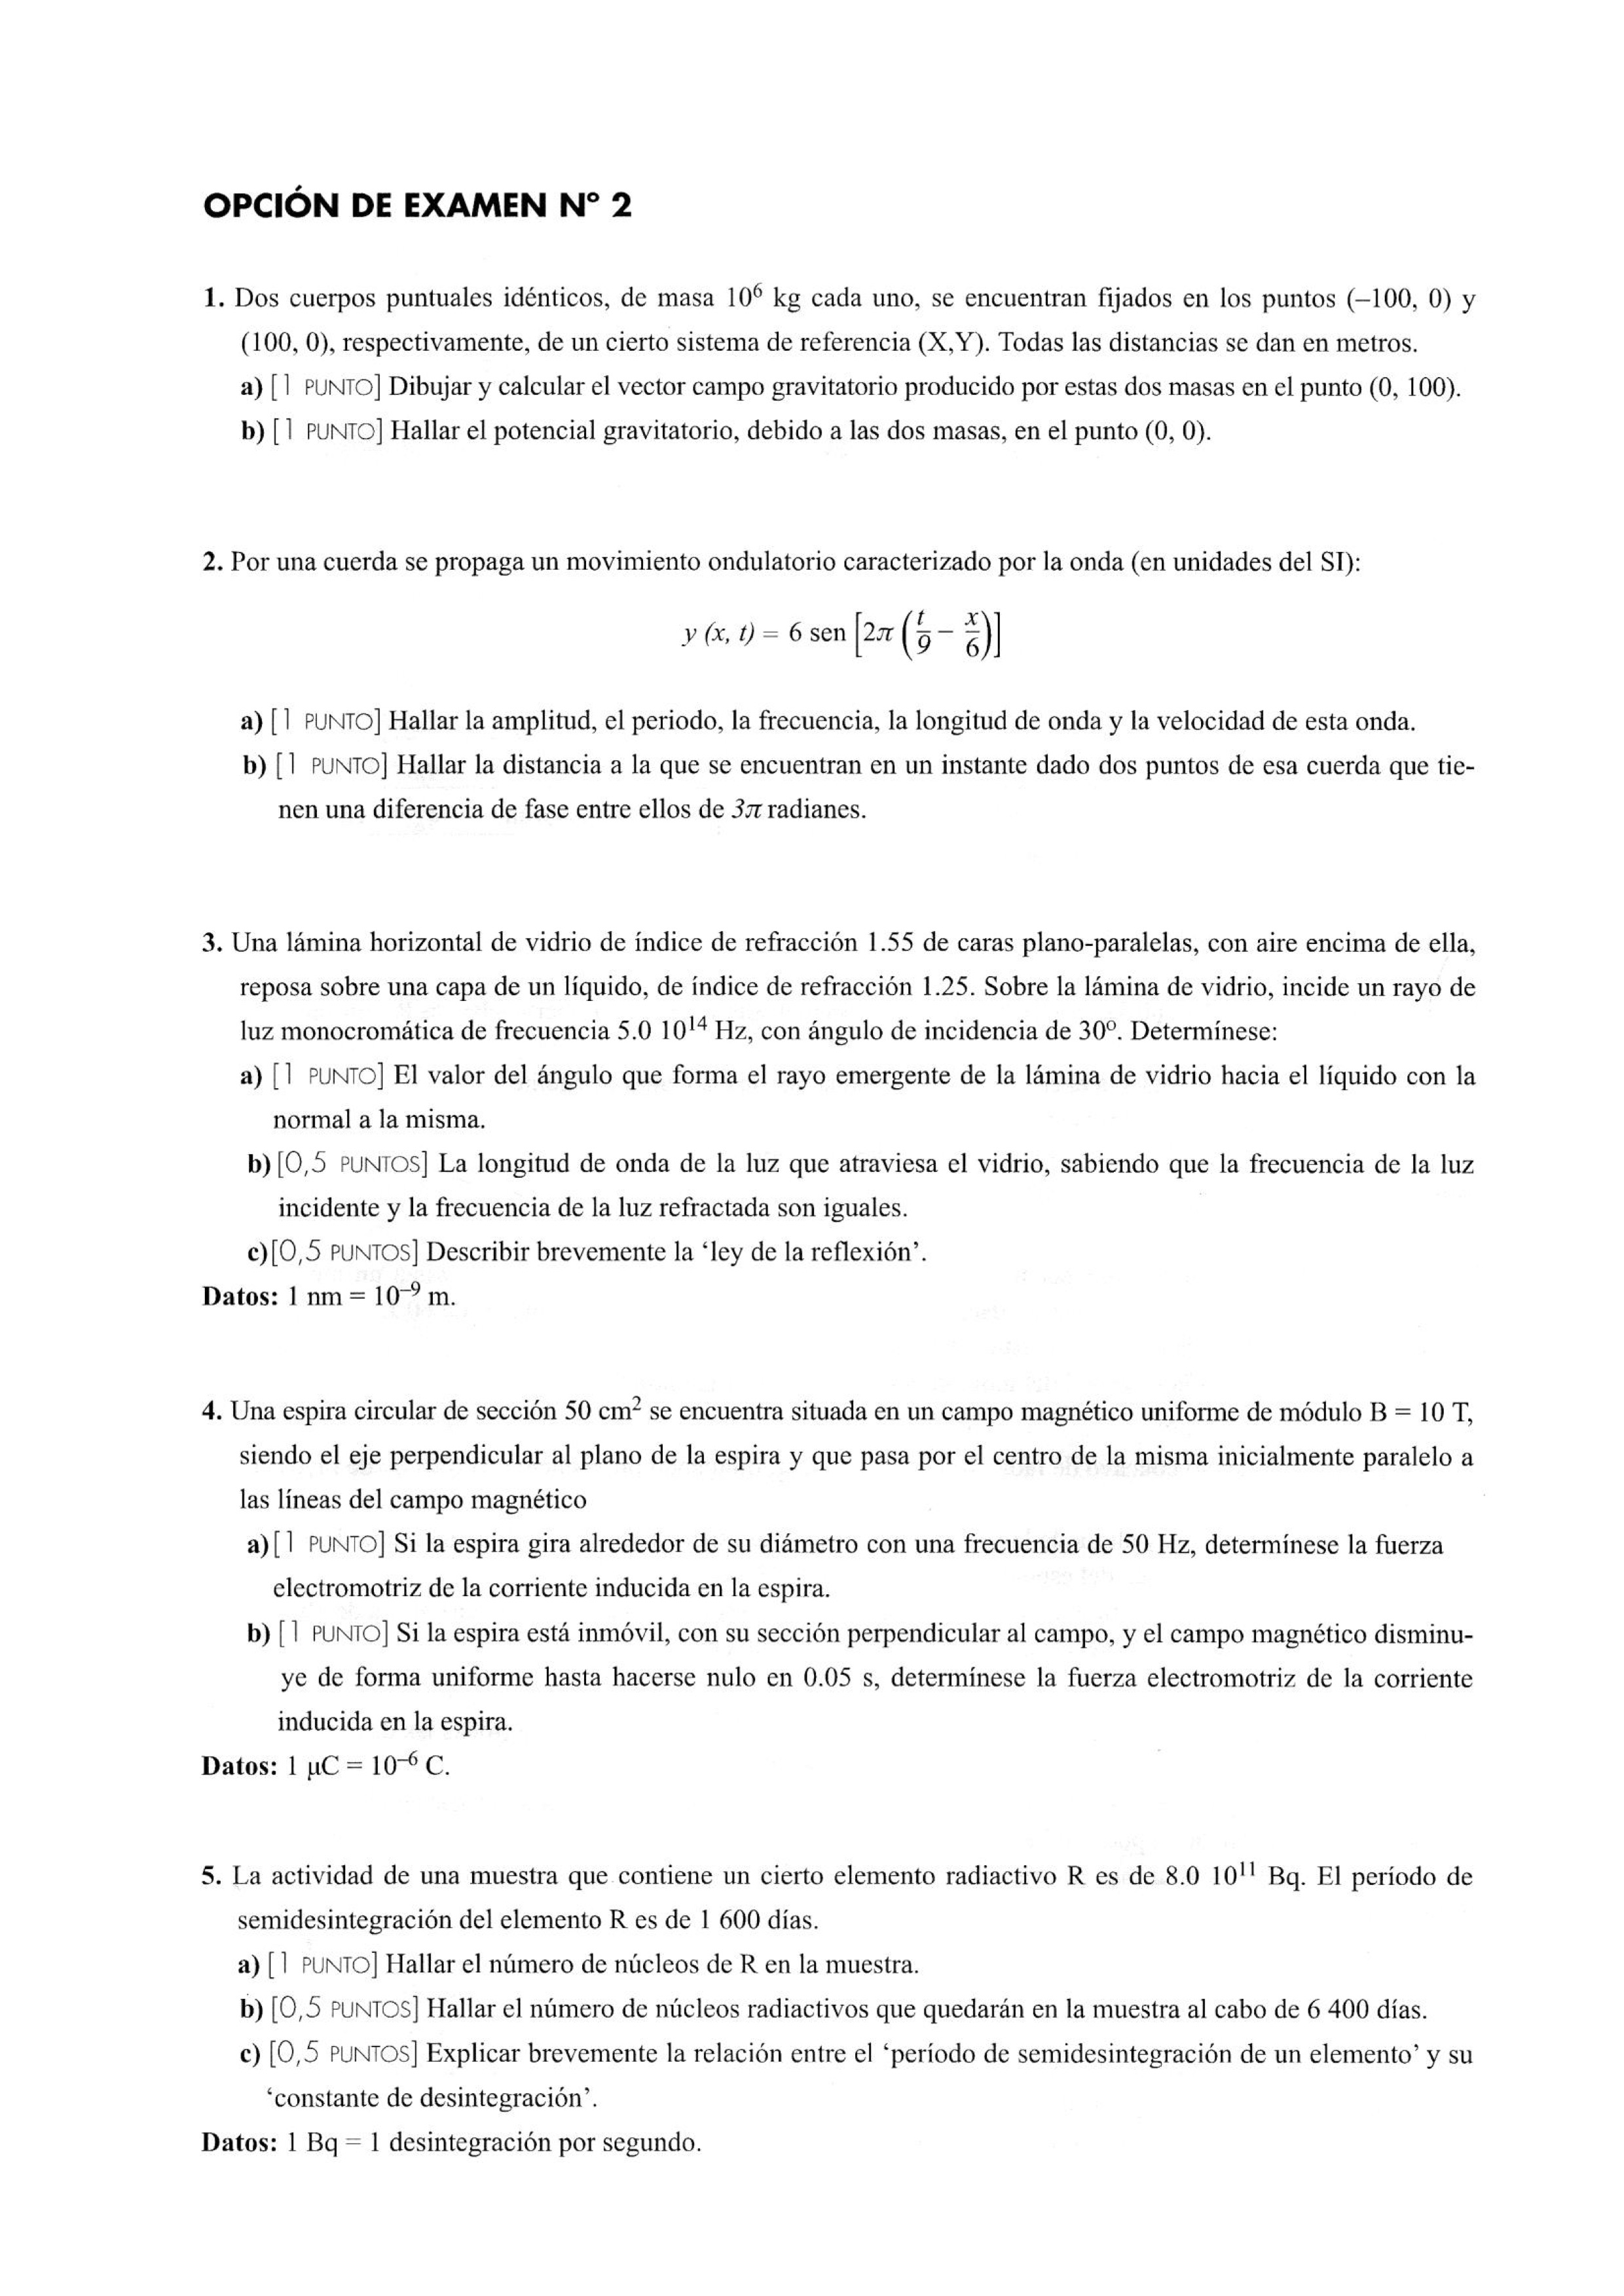 OPCIÓN DE EXAMEN Nº 2
1. Dos cuerpos puntuales idénticos, de masa 10⁶ kg cada uno, se encuentran fijados en los puntos (–100, 0) y
(100, 0), respectivamente, de un cierto sistema de referencia (X,Y). Todas las distancias se dan en metros.
a) [1 PUNTO] Dibujar y calcular el vector campo gravitatorio producido por estas dos masas en el punto (0, 100).
b) [1 PUNTO] Hallar el potencial gravitatorio, debido a las dos masas, en el punto (0, 0).
2. Por una cuerda se propaga un movimiento ondulatorio caracterizado por la onda (en unidades del SI):
y (x, t) = 6 sen [2π (t/9 – x/6)]
a) [1 PUNTO] Hallar la amplitud, el periodo, la frecuencia, la longitud de onda y la velocidad de esta onda.
b) [1 PUNTO] Hallar la distancia a la que se encuentran en un instante dado dos puntos de esa cuerda que tie-
nen una diferencia de fase entre ellos de 3π radianes.
3. Una lámina horizontal de vidrio de índice de refracción 1.55 de caras plano-paralelas, con aire encima de ella,
reposa sobre una capa de un líquido, de índice de refracción 1.25. Sobre la lámina de vidrio, incide un rayo de
luz monocromática de frecuencia 5.0 10¹⁴ Hz, con ángulo de incidencia de 30º. Determínese:
a) [1 PUNTO] El valor del ángulo que forma el rayo emergente de la lámina de vidrio hacia el líquido con la
normal a la misma.
b) [0,5 PUNTOS] La longitud de onda de la luz que atraviesa el vidrio, sabiendo que la frecuencia de la luz
incidente y la frecuencia de la luz refractada son iguales.
c) [0,5 PUNTOS] Describir brevemente la ‘ley de la reflexión’.
Datos: 1 nm = 10⁻⁹ m.
4. Una espira circular de sección 50 cm² se encuentra situada en un campo magnético uniforme de módulo B = 10 T,
siendo el eje perpendicular al plano de la espira y que pasa por el centro de la misma inicialmente paralelo a
las líneas del campo magnético
a) [1 PUNTO] Si la espira gira alrededor de su diámetro con una frecuencia de 50 Hz, determínese la fuerza
electromotriz de la corriente inducida en la espira.
b) [1 PUNTO] Si la espira está inmóvil, con su sección perpendicular al campo, y el campo magnético disminu-
ye de forma uniforme hasta hacerse nulo en 0.05 s, determínese la fuerza electromotriz de la corriente
inducida en la espira.
Datos: 1 µC = 10⁻⁶ C.
5. La actividad de una muestra que contiene un cierto elemento radiactivo R es de 8.0 10¹¹ Bq. El período de
semidesintegración del elemento R es de 1 600 días.
a) [1 PUNTO] Hallar el número de núcleos de R en la muestra.
b) [0,5 PUNTOS] Hallar el número de núcleos radiactivos que quedarán en la muestra al cabo de 6 400 días.
c) [0,5 PUNTOS] Explicar brevemente la relación entre el ‘período de semidesintegración de un elemento’ y su
‘constante de desintegración’.
Datos: 1 Bq = 1 desintegración por segundo.